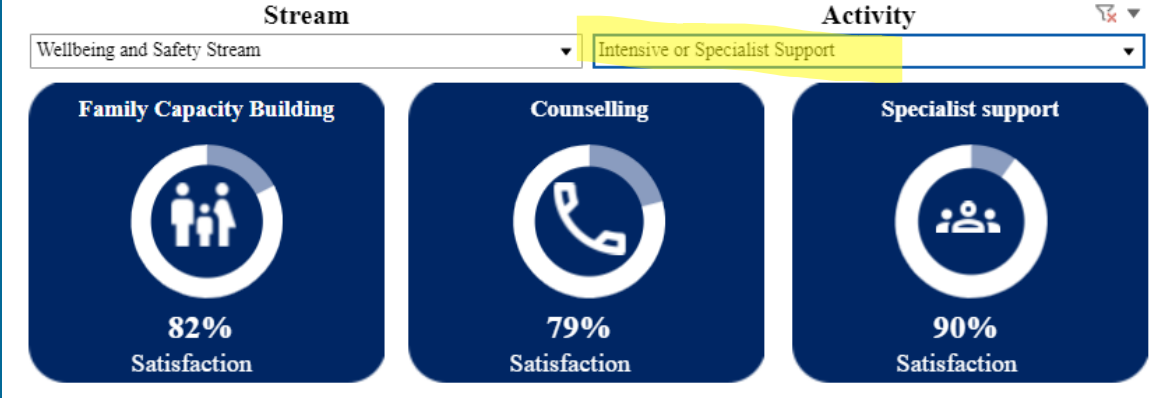 Stream
Activity
Wellbeing and Safety Stream
Intensive or Specialist Support
Family Capacity Building
82%
Satisfaction
Counselling
79%
Satisfaction
Specialist support
90%
Satisfaction